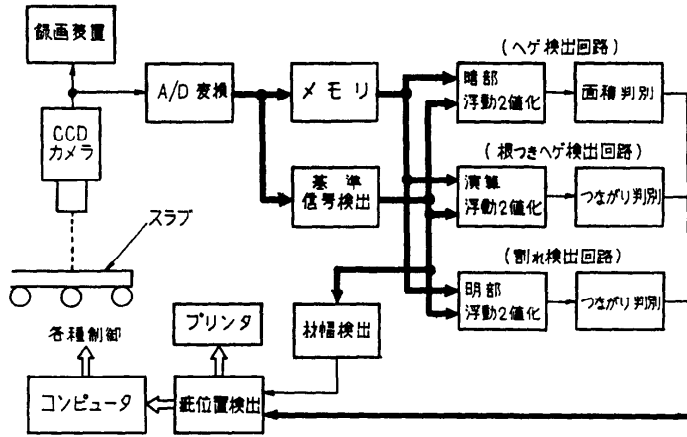 録画装置
CCD
カメラ
スラブ
A/D変換
メモリ
基準
信号検出
(ヘゲ検出回路)
暗部
浮動2値化
面積判別
(根つきヘゲ検出回路)
演算
浮動2値化
つながり判別
(割れ検出回路)
明部
浮動2値化
つながり判別
材幅検出
プリンタ
各種制御
コンピュータ
疵位置検出